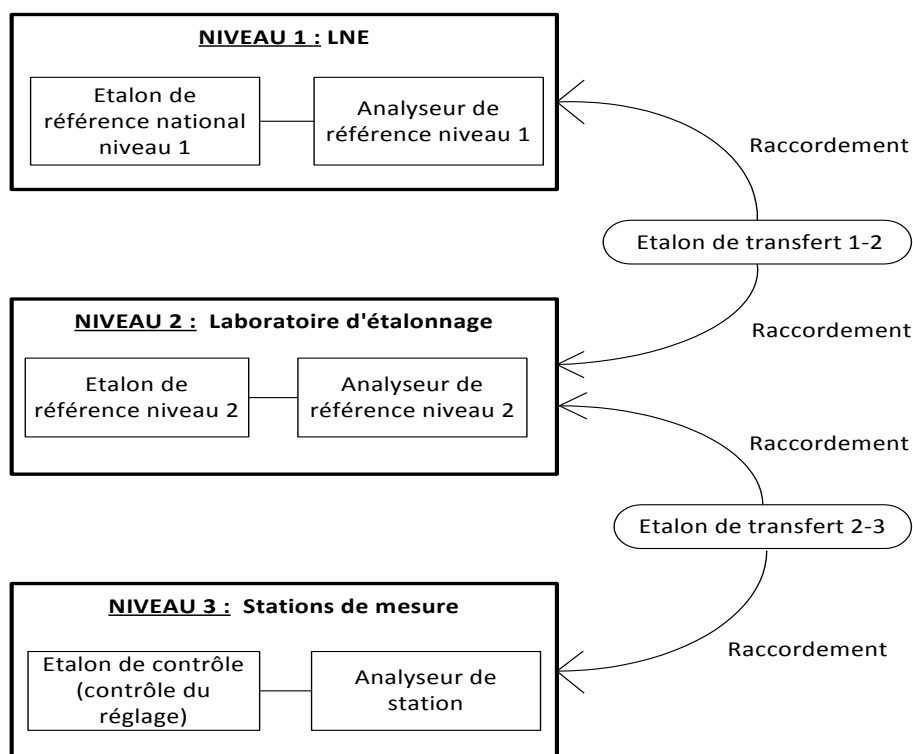 NIVEAU 1 : LNE
Etalon de
référence national
niveau 1
Analyseur de
référence niveau 1
Raccordement
Etalon de transfert 1-2
Raccordement
NIVEAU 2 : Laboratoire d'étalonnage
Etalon de
référence niveau 2
Analyseur de
référence niveau 2
Raccordement
Etalon de transfert 2-3
Raccordement
NIVEAU 3 : Stations de mesure
Etalon de contrôle
(contrôle du
réglage)
Analyseur de
station